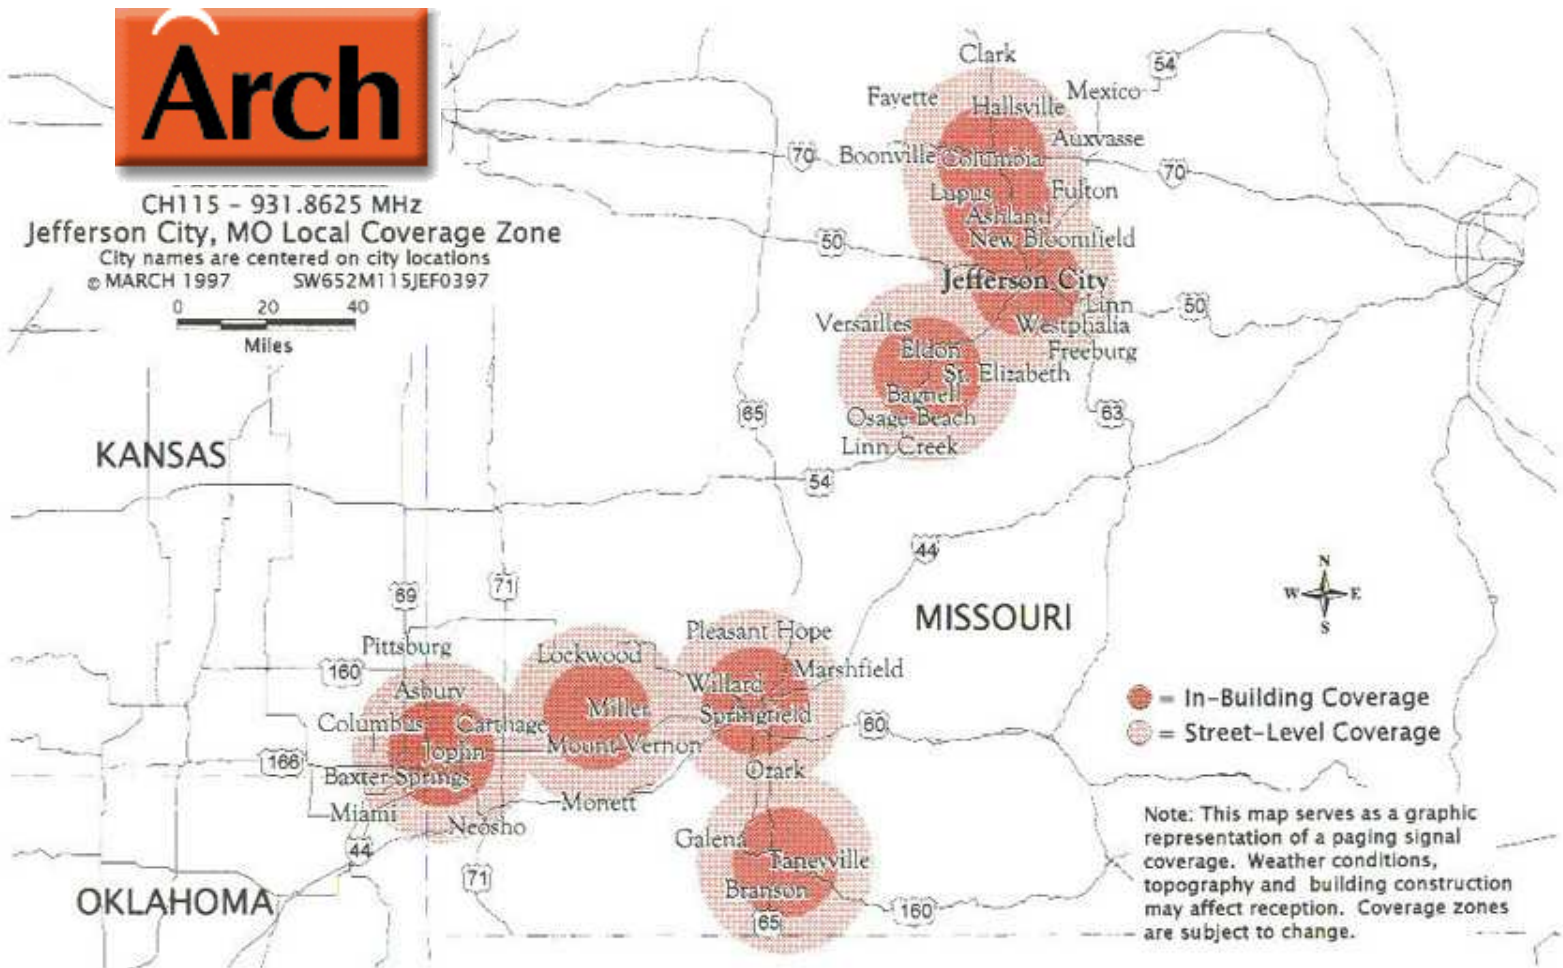 Arch
CH115 – 931.8625 MHz
Jefferson City, MO Local Coverage Zone
City names are centered on city locations
© MARCH 1997 SW652M115JEF0397
0 20 40
Miles
Clark
54
Favette
Hallsville
Mexico
Auxvasse
70
Boonville
Columbia
70
Lupus
Fulton
Ashland
50
New Bloomfield
Jefferson City
Linn
50
Versailles
Westphalia
Eldon
Freeburg
St. Elizabeth
Bagnell
65
63
Osage Beach
Linn Creek
KANSAS
54
44
71
69
MISSOURI
N
W E
S
Pleasant Hope
Pittsburg
Lockwood
160
Marshfield
Willard
Asbury
Miller
Springfield
Columbus
Carthage
60
Mount Vernon
Joplin
166
Baxter Springs
Ozark
Monett
Miami
Neosho
44
Galena
Taneyville
71
Branson
OKLAHOMA
160
65
= In-Building Coverage
= Street-Level Coverage
Note: This map serves as a graphic
representation of a paging signal
coverage. Weather conditions,
topography and building construction
may affect reception. Coverage zones
are subject to change.